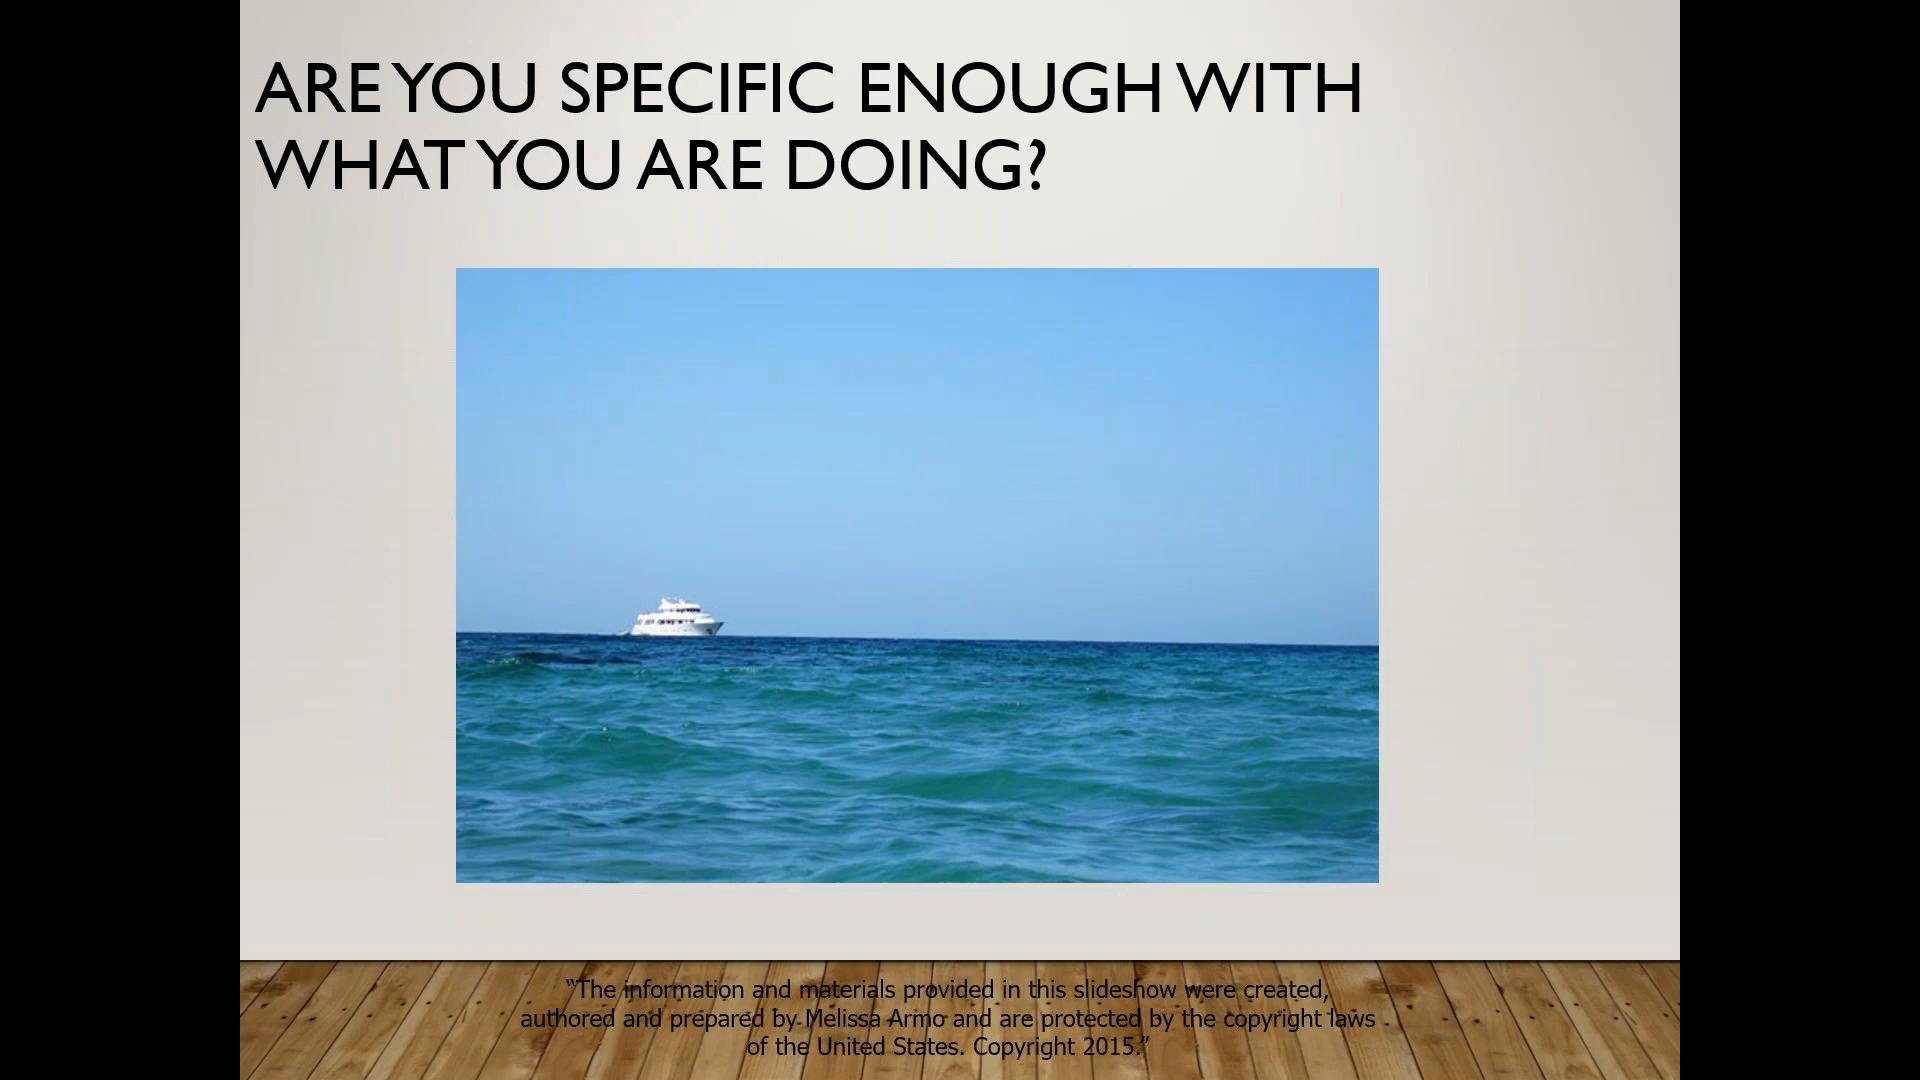 ARE YOU SPECIFIC ENOUGH WITH
WHAT YOU ARE DOING?
“The information and materials provided in this slideshow were created,
authored and prepared by Melissa Armo and are protected by the copyright laws
of the United States. Copyright 2015.”